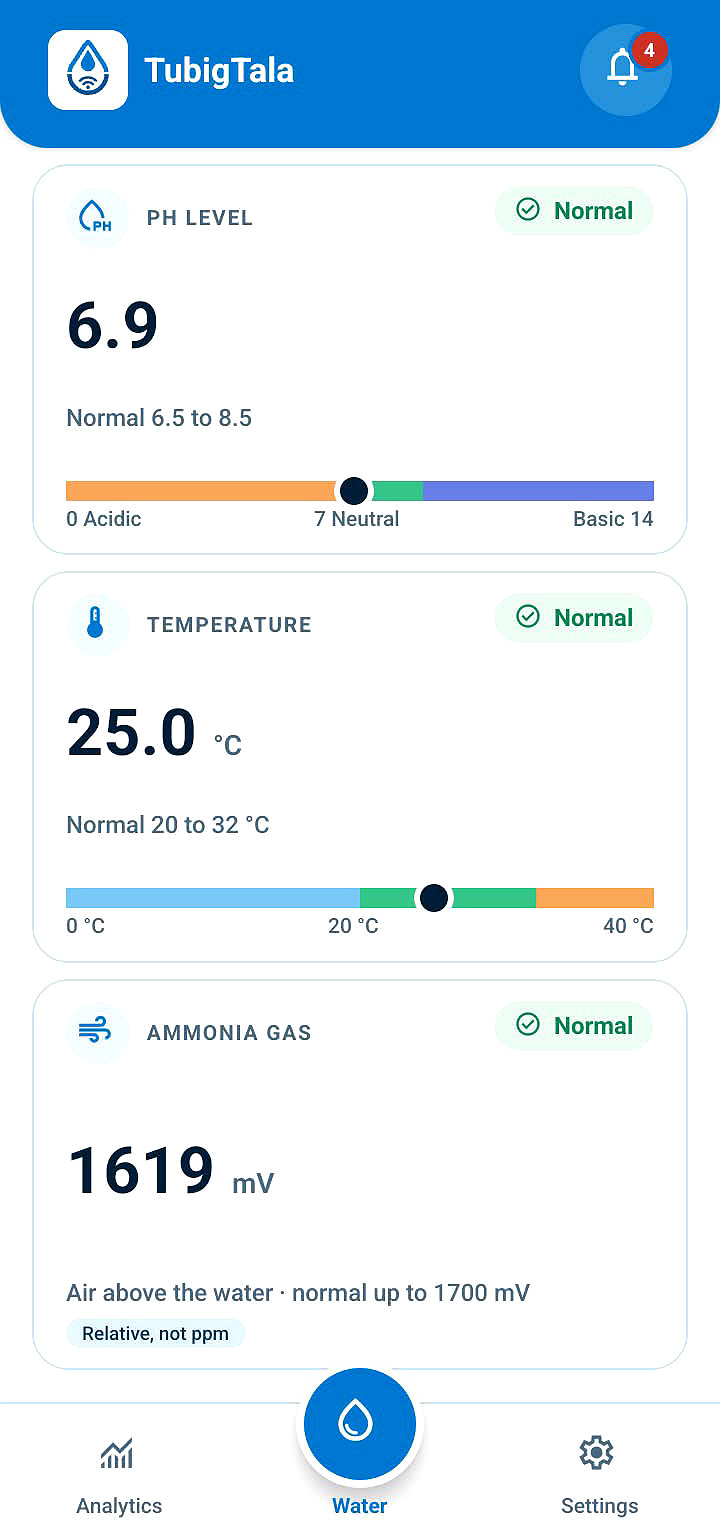 TubigTala
4
PH
PH LEVEL
Normal
6.9
Normal 6.5 to 8.5
0 Acidic
7 Neutral
Basic 14
TEMPERATURE
Normal
25.0 °C
Normal 20 to 32 °C
0 °C
20 °C
40 °C
AMMONIA GAS
Normal
1619 mV
Air above the water · normal up to 1700 mV
Relative, not ppm
Analytics
Water
Settings